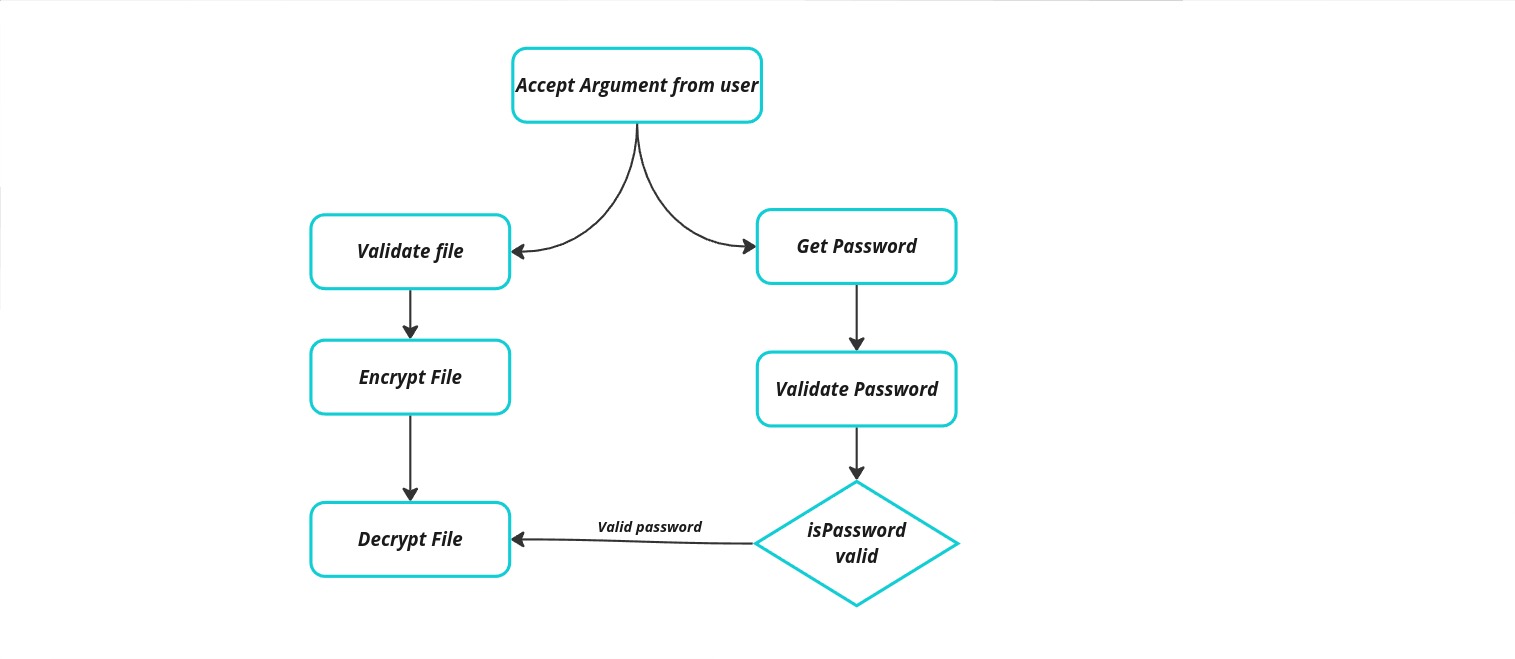 Accept Argument from user
Validate file
Get Password
Encrypt File
Validate Password
Decrypt File
Valid password
isPassword
valid